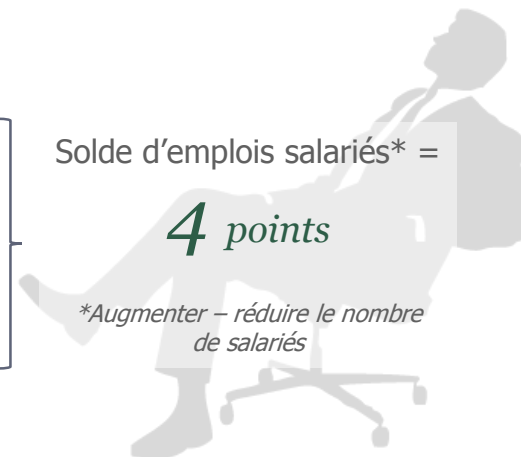 Solde d’emplois salariés* =
4 points
*Augmenter – réduire le nombre
de salariés